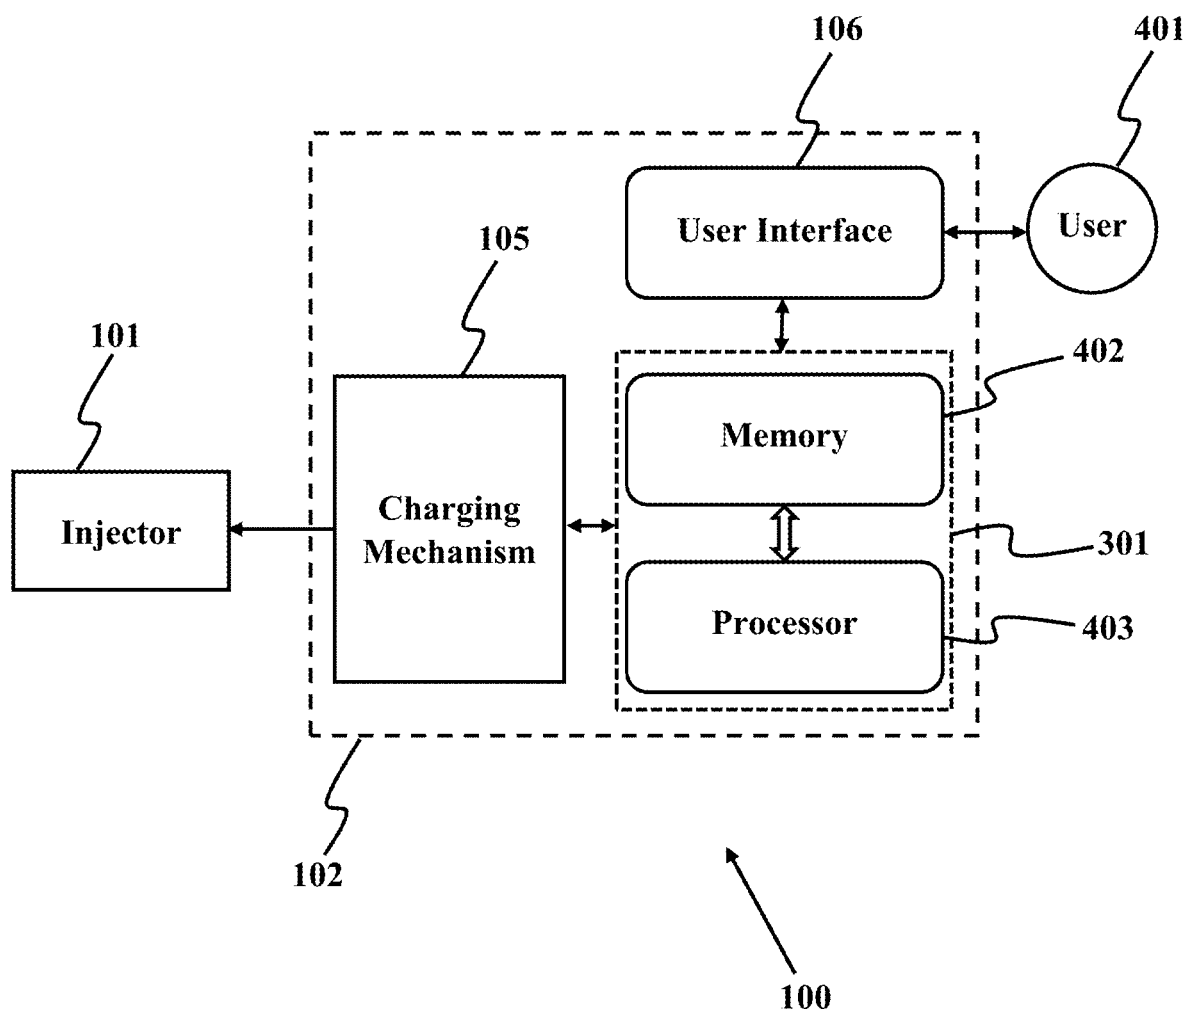 106
401
User Interface
User
105
101
402
Memory
Charging
Mechanism
Injector
301
Processor
403
102
100